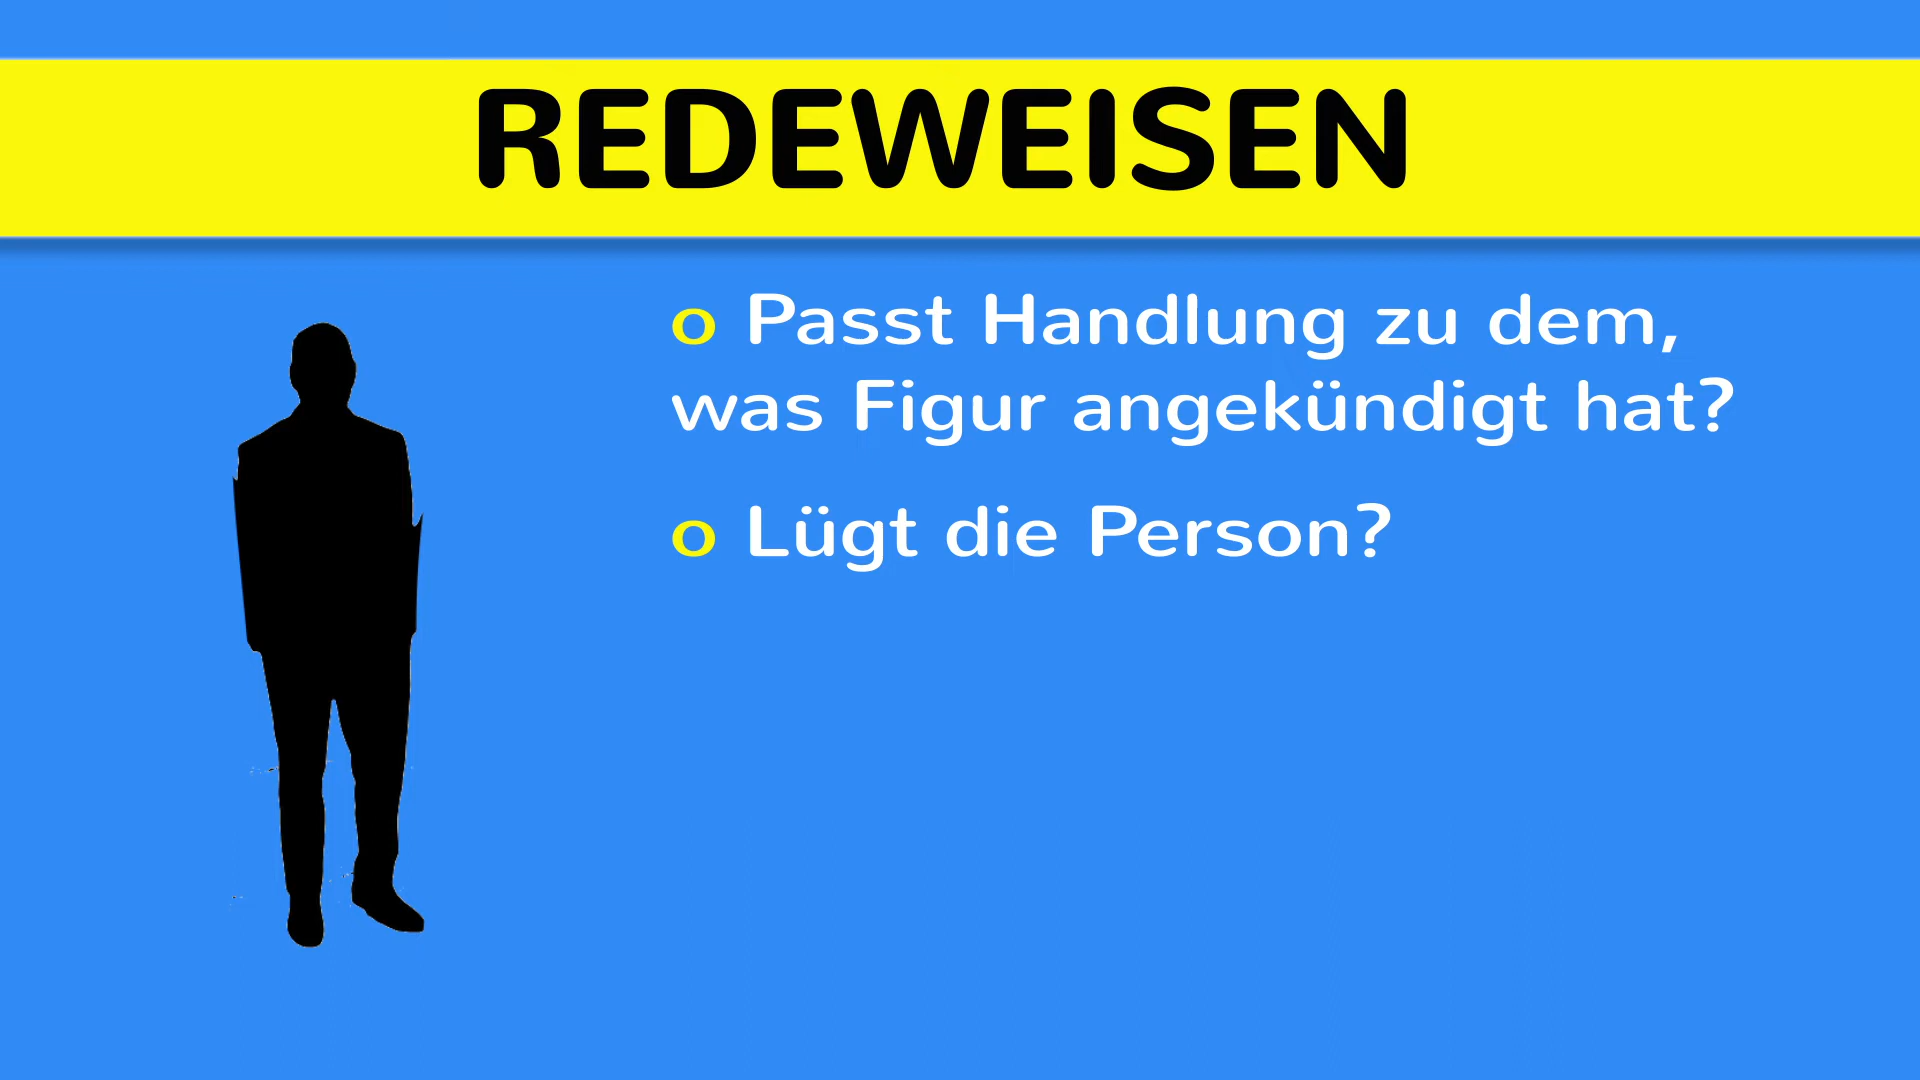 REDEWEISEN
o Passt Handlung zu dem,
was Figur angekündigt hat?
o Lügt die Person?